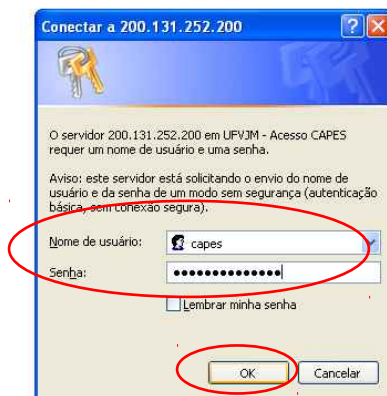 Conectar a 200.131.252.200
O servidor 200.131.252.200 em UFVJM - Acesso CAPES
requer um nome de usuário e uma senha.
Aviso: este servidor está solicitando o envio do nome de
usuário e da senha de um modo sem segurança (autenticação
básica, sem conexão segura).
Nome de usuário: capes
Senha: ●●●●●●●●●●●●●●
Lembrar minha senha
OK Cancelar